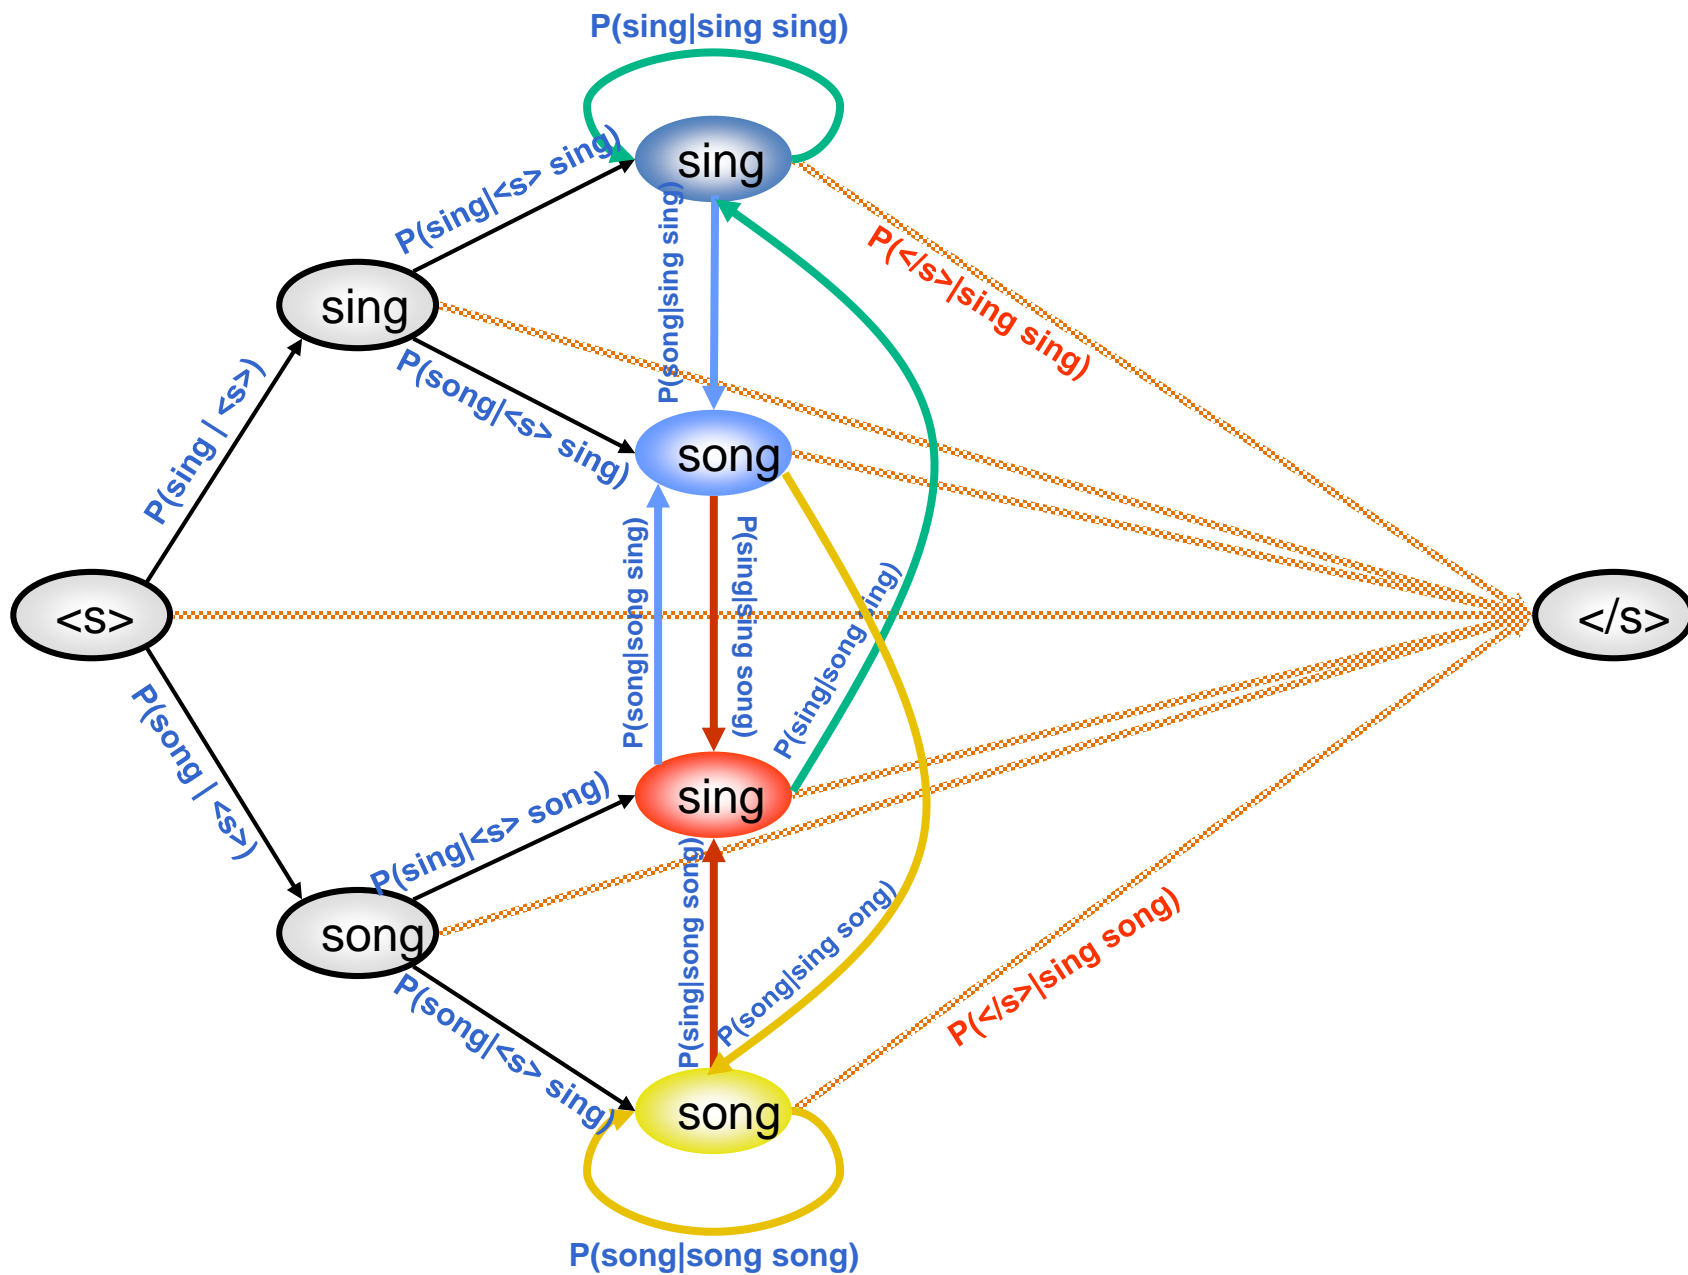 P(sing|sing sing)
sing
P(sing|<s> sing)
P(song|sing sing)
P(</s>|sing sing)
sing
P(song|<s> sing)
P(sing | <s>)
song
P(song|song sing)
P(sing|sing song)
P(sing|song sing)
<s>
</s>
P(song | <s>)
sing
P(sing|<s> song)
P(sing|song song)
P(song|sing song)
song
P(</s>|sing song)
P(song|<s> sing)
song
P(song|song song)